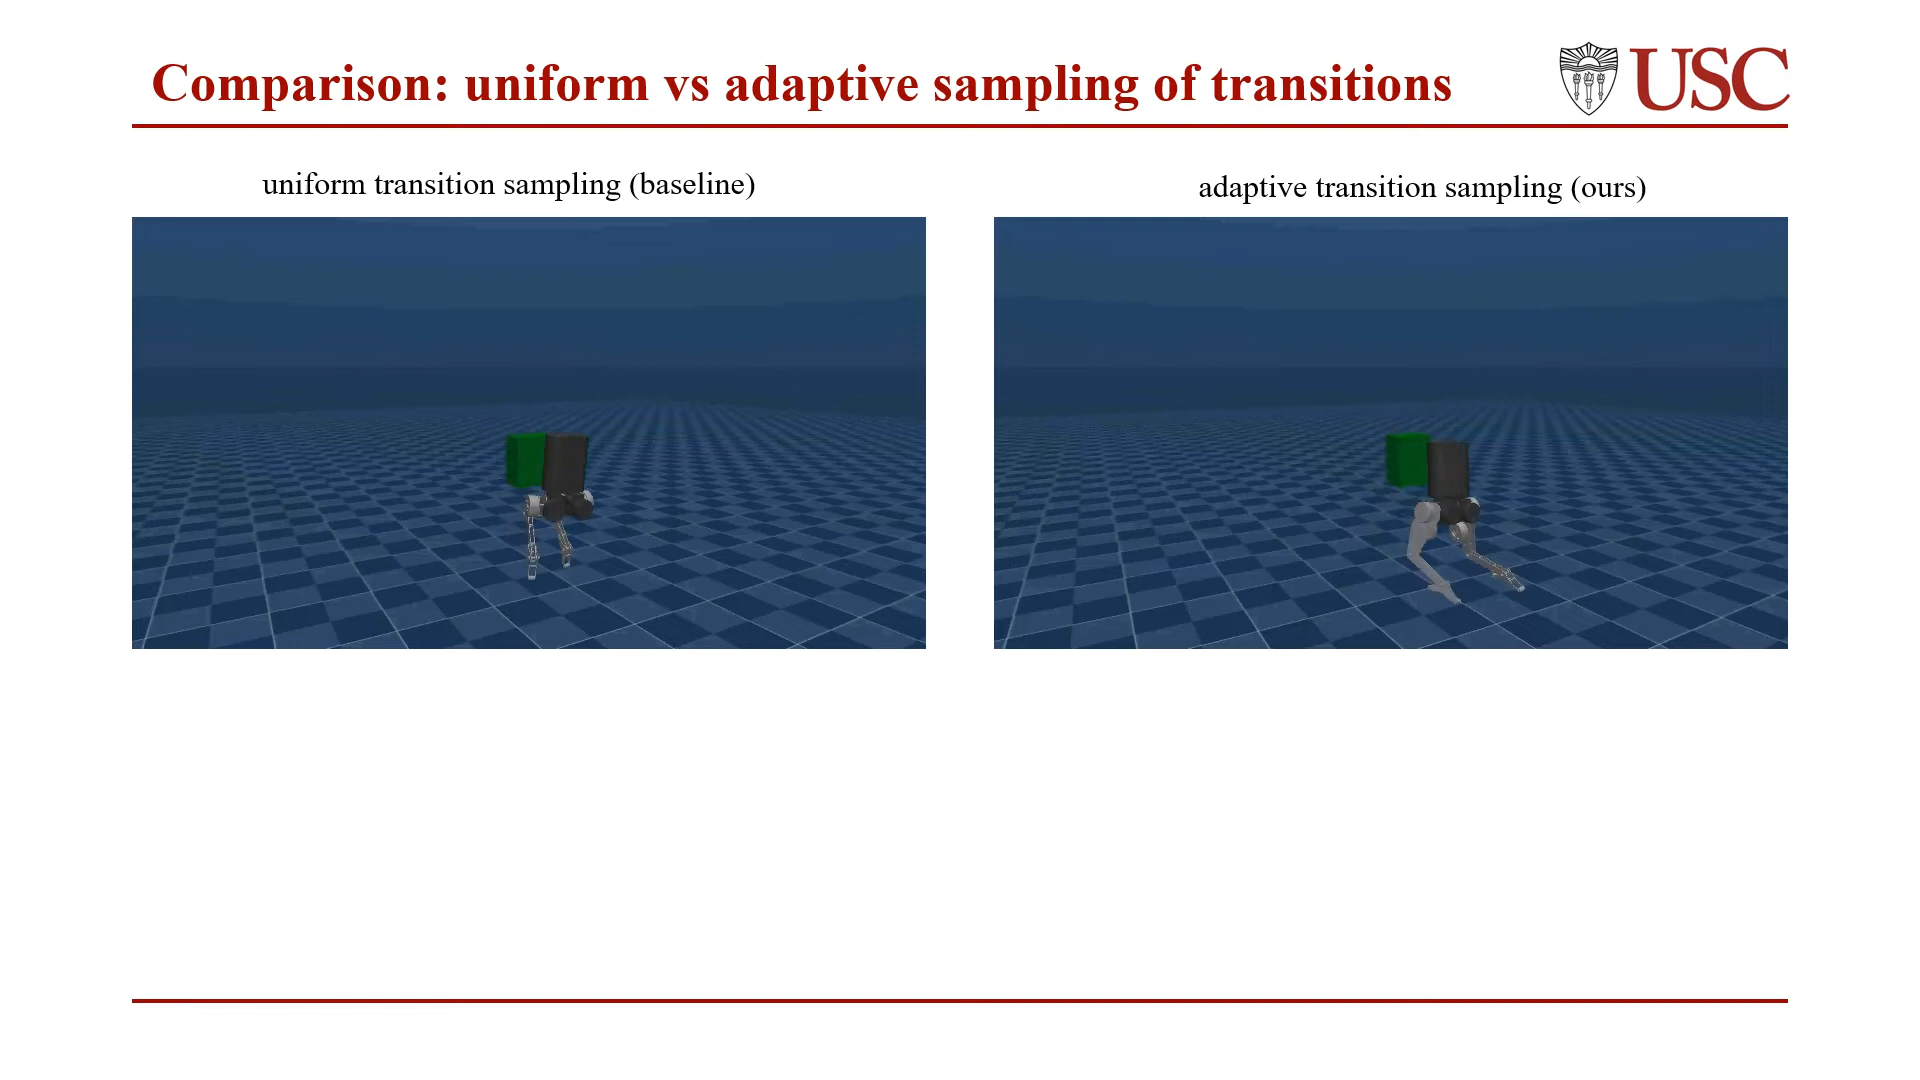 Comparison: uniform vs adaptive sampling of transitions
USC
uniform transition sampling (baseline)
adaptive transition sampling (ours)